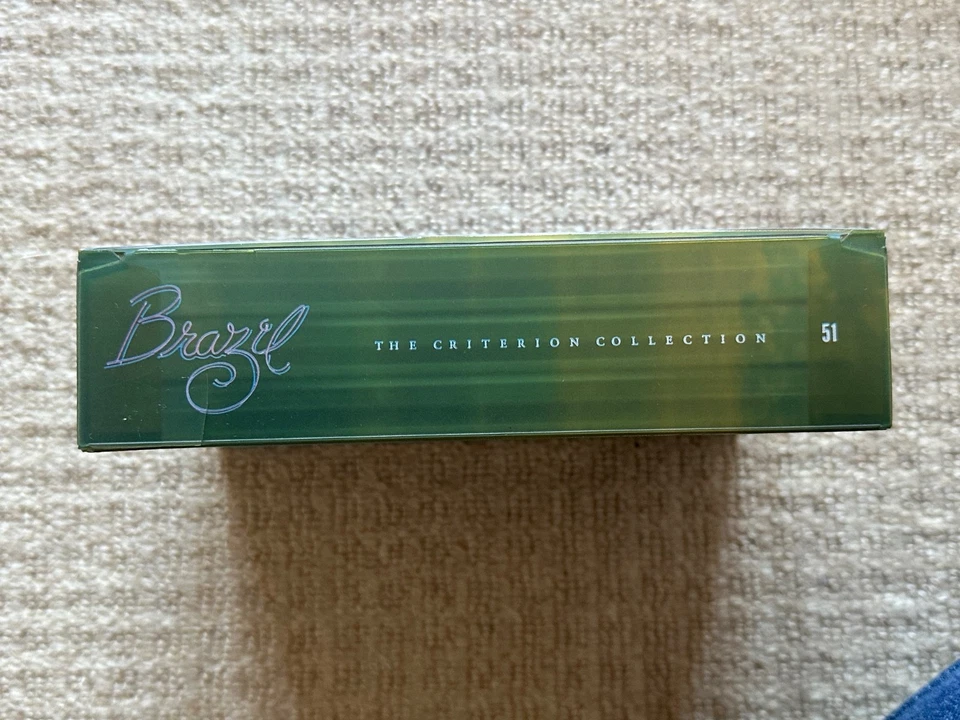 Brazil
THE CRITERION COLLECTION
51